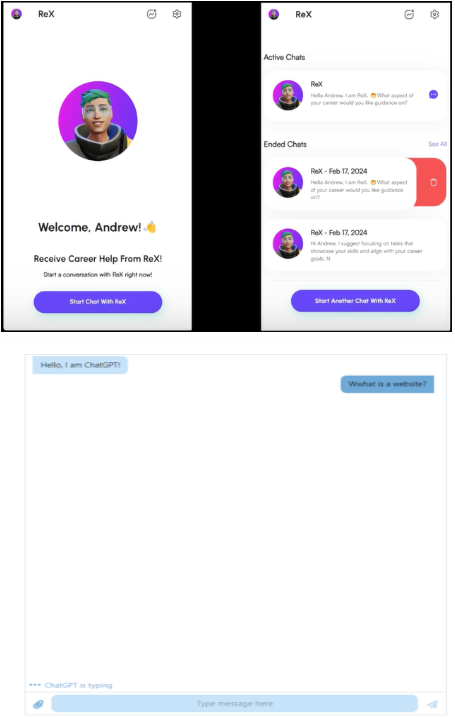 ReX
Welcome, Andrew! 👋
Receive Career Help From ReX!
Start a conversation with ReX right now!
Start Chat With ReX
ReX
Active Chats
ReX
Hello Andrew, I am ReX. 😁 What aspect of
your career would you like guidance on?
Ended Chats See All
ReX - Feb 17, 2024
Hello Andrew, I am ReX. 😁 What aspect
of your career would you like guidance
on?
ReX - Feb 17, 2024
Hi Andrew, I suggest focusing on tasks that
showcase your skills and align with your career
goals. N
Start Another Chat With ReX
Hello, I am ChatGPT!
Wwhat is a website?
ChatGPT is typing
Type message here